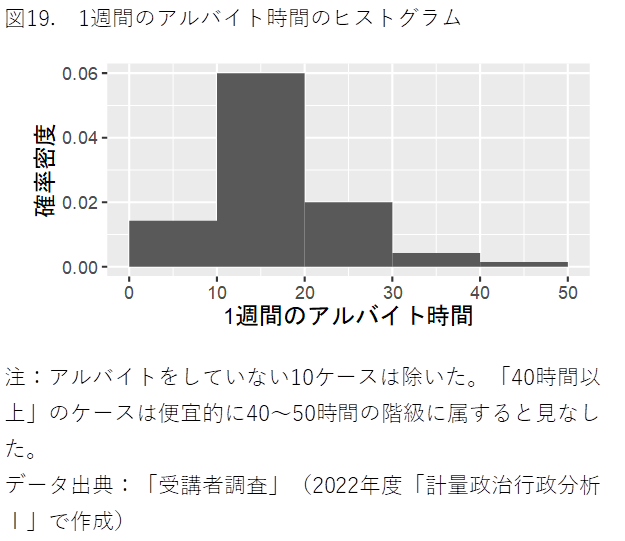 図19.　1週間のアルバイト時間のヒストグラム
0.06
0.04
0.02
0.00
確率密度
0 10 20 30 40 50
1週間のアルバイト時間
注：アルバイトをしていない10ケースは除いた。「40時間以
上」のケースは便宜的に40～50時間の階級に属すると見なし
た。
データ出典：「受講者調査」（2022年度「計量政治行政分析
Ⅰ」で作成）